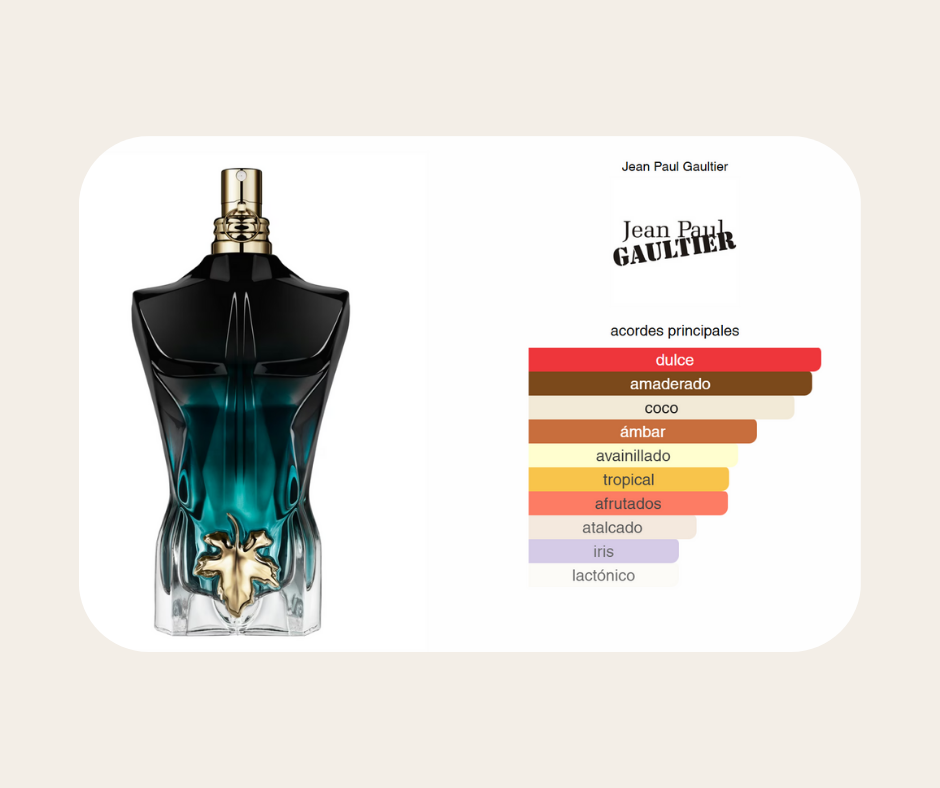 Jean Paul Gaultier
Jean Paul
GAULTIER
acordes principales
dulce
amaderado
coco
ámbar
avainillado
tropical
afrutados
atalcado
iris
lactónico